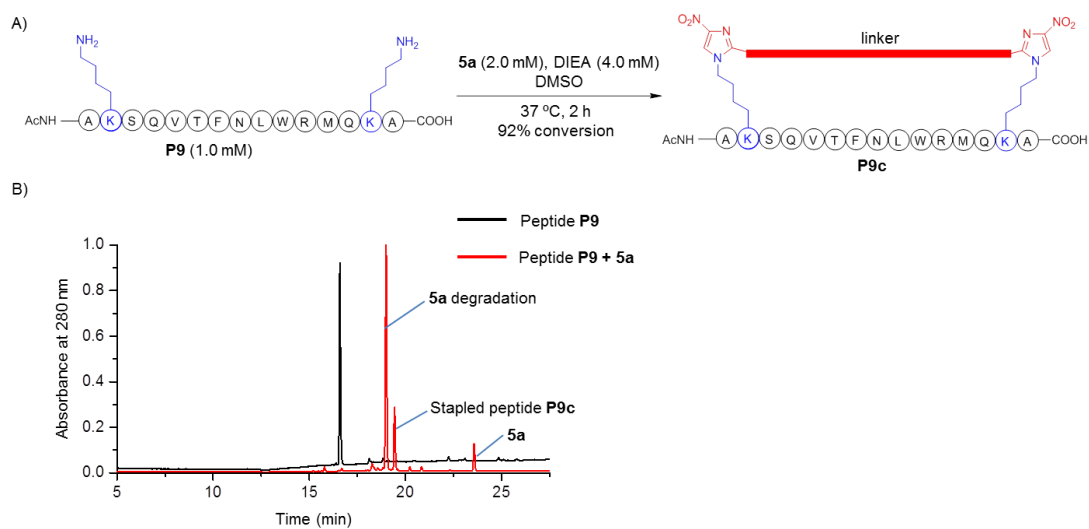 A)
NH2
NH2
AcNH A K S Q V T F N L W R M Q K A COOH
P9 (1.0 mM)
5a (2.0 mM), DIEA (4.0 mM)
DMSO
37 °C, 2 h
92% conversion
NO2
N
N
linker
NO2
N
N
AcNH A K S Q V T F N L W R M Q K A COOH
P9c
B)
Peptide P9
Peptide P9 + 5a
Absorbance at 280 nm
1.0
0.8
0.6
0.4
0.2
0.0
5a degradation
Stapled peptide P9c
5a
5 10 15 20 25
Time (min)